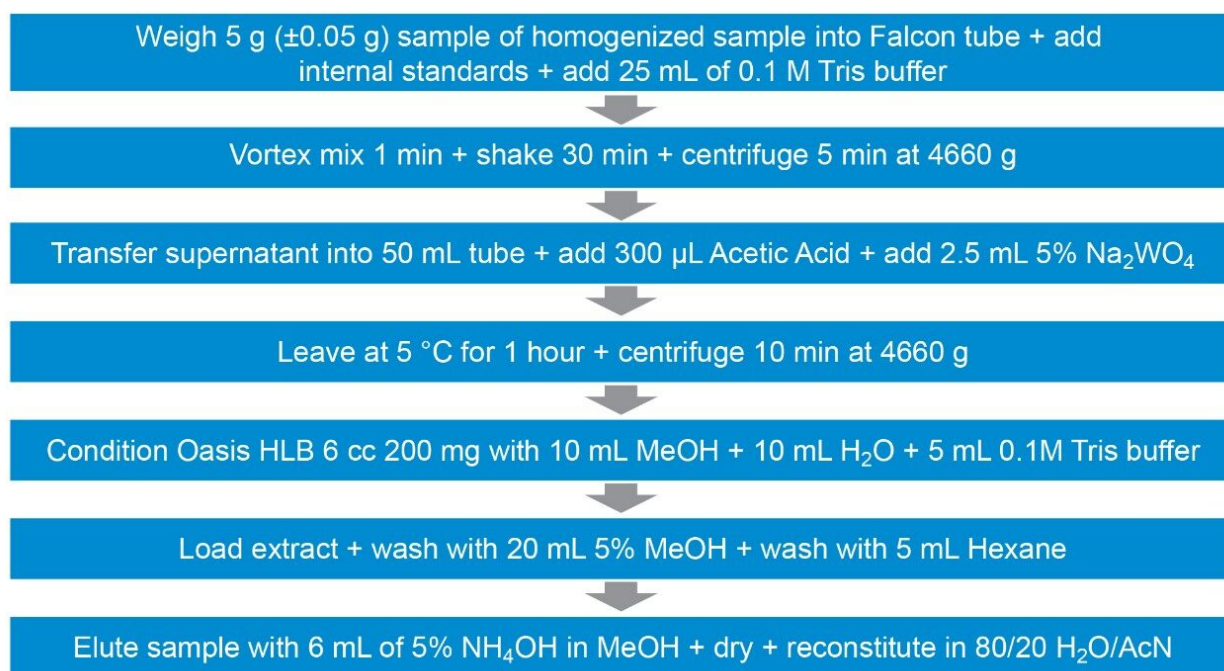 Weigh 5 g (±0.05 g) sample of homogenized sample into Falcon tube + add
internal standards + add 25 mL of 0.1 M Tris buffer
Vortex mix 1 min + shake 30 min + centrifuge 5 min at 4660 g
Transfer supernatant into 50 mL tube + add 300 µL Acetic Acid + add 2.5 mL 5% Na₂WO₄
Leave at 5 °C for 1 hour + centrifuge 10 min at 4660 g
Condition Oasis HLB 6 cc 200 mg with 10 mL MeOH + 10 mL H₂O + 5 mL 0.1M Tris buffer
Load extract + wash with 20 mL 5% MeOH + wash with 5 mL Hexane
Elute sample with 6 mL of 5% NH₄OH in MeOH + dry + reconstitute in 80/20 H₂O/AcN